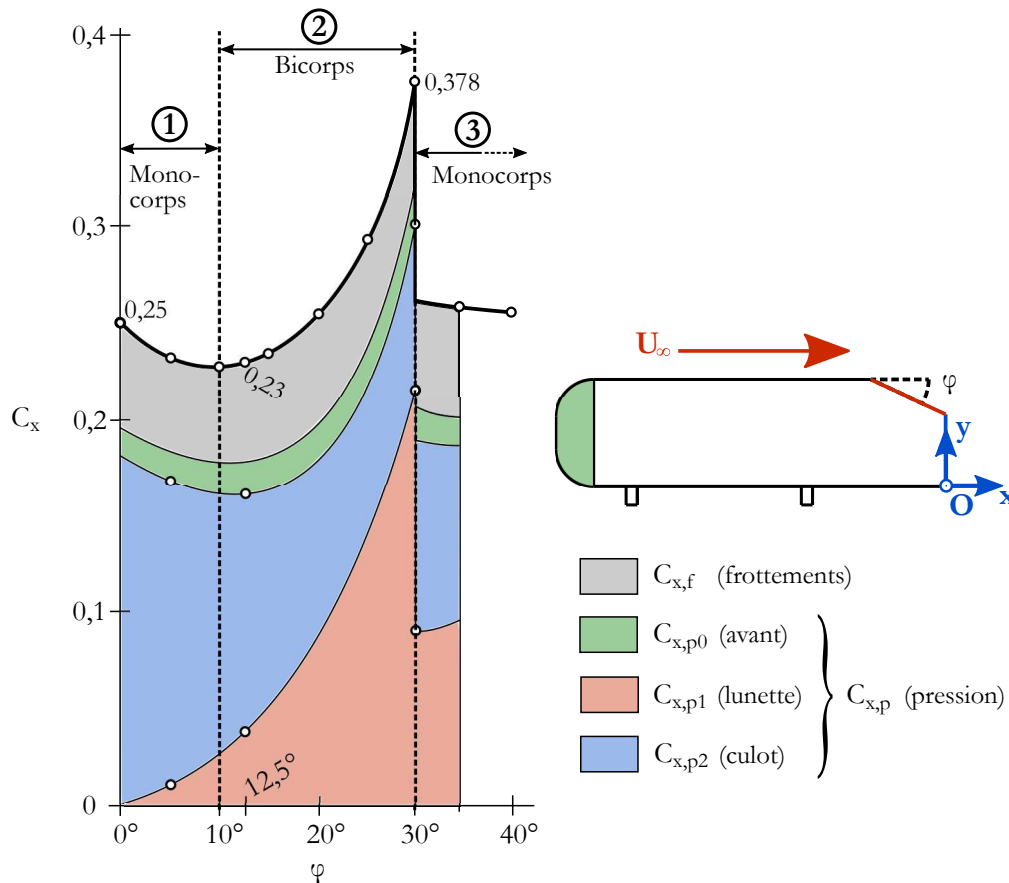 0,4
②
Bicorps
0,378
①
③
Mono-
corps
Monocorps
0,3
0,25
0,23
U∞
φ
C_x
0,2
y
O
x
C_x,f (frottements)
0,1
C_x,p0 (avant)
C_x,p1 (lunette)
C_x,p (pression)
C_x,p2 (culot)
12,5°
0
0° 10° 20° 30° 40°
φ